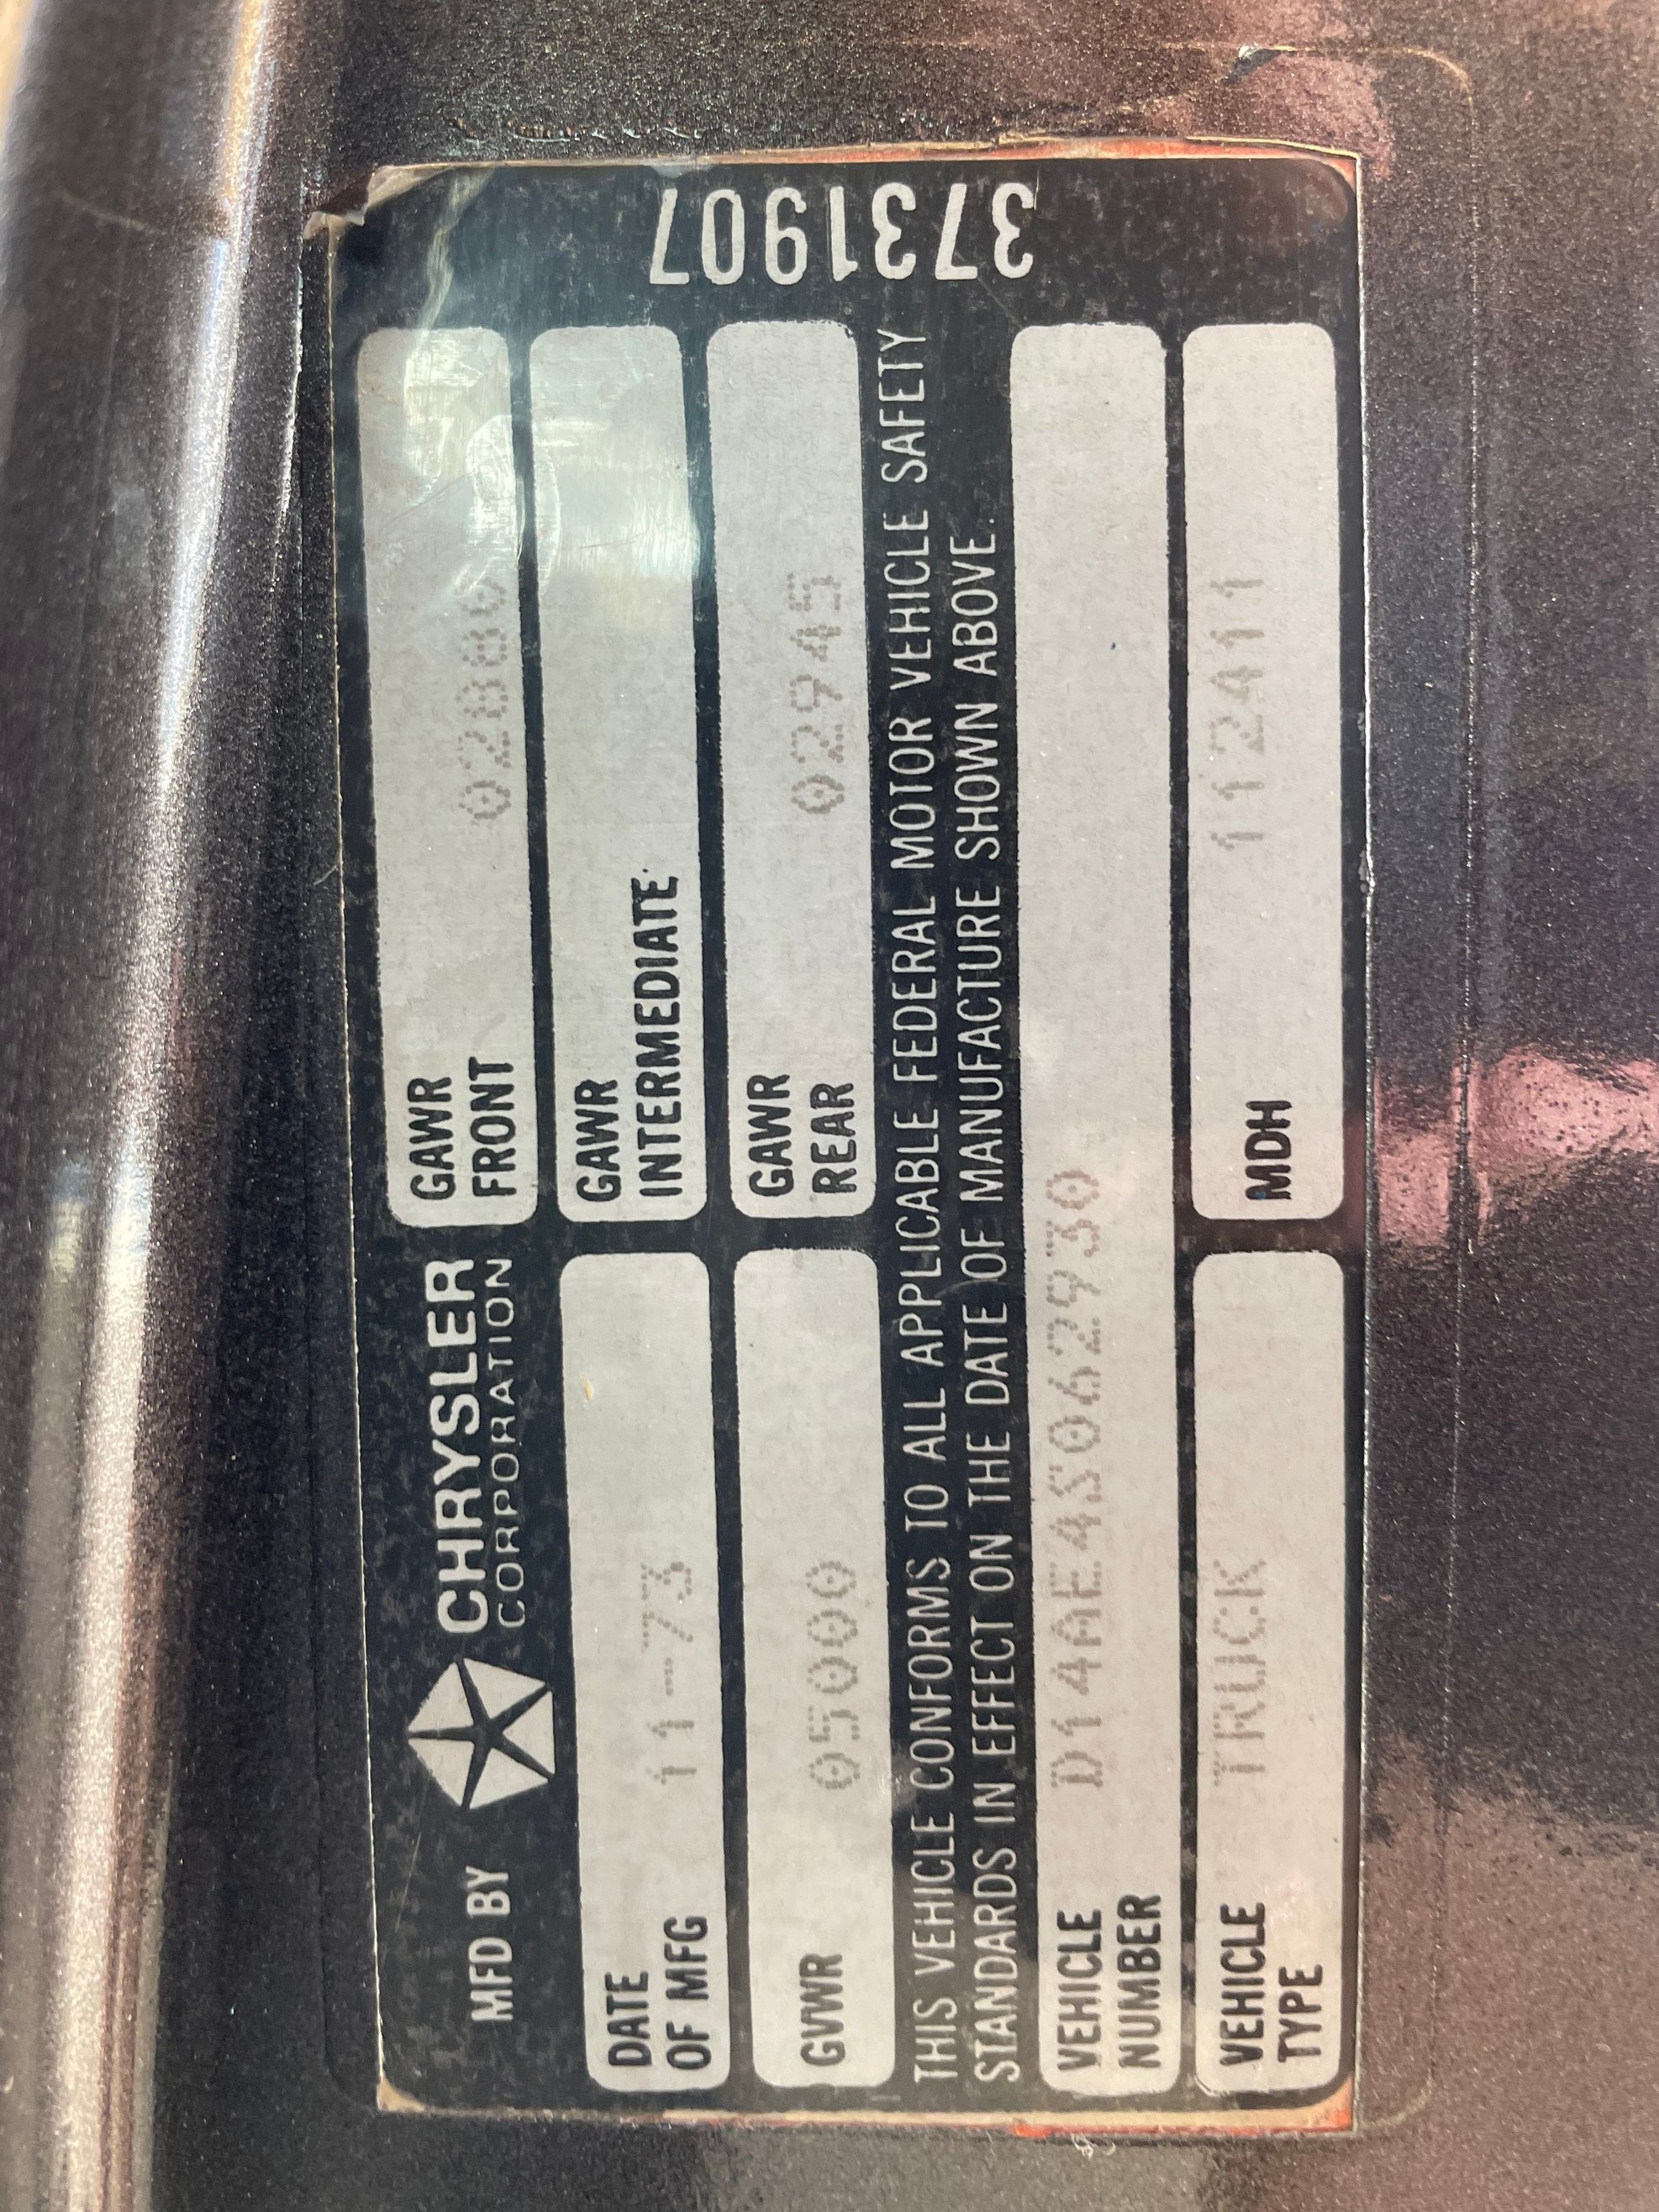 MFD BY CHRYSLER
CORPORATION
DATE
OF MFG 11-73
GVWR 05000
GAWR
FRONT
GAWR
INTERMEDIATE
GAWR
REAR 02945
THIS VEHICLE CONFORMS TO ALL APPLICABLE FEDERAL MOTOR VEHICLE SAFETY
STANDARDS IN EFFECT ON THE DATE OF MANUFACTURE SHOWN ABOVE.
VEHICLE
NUMBER D14AE4S062930
VEHICLE
TYPE TRUCK
MDH 112411
3731907